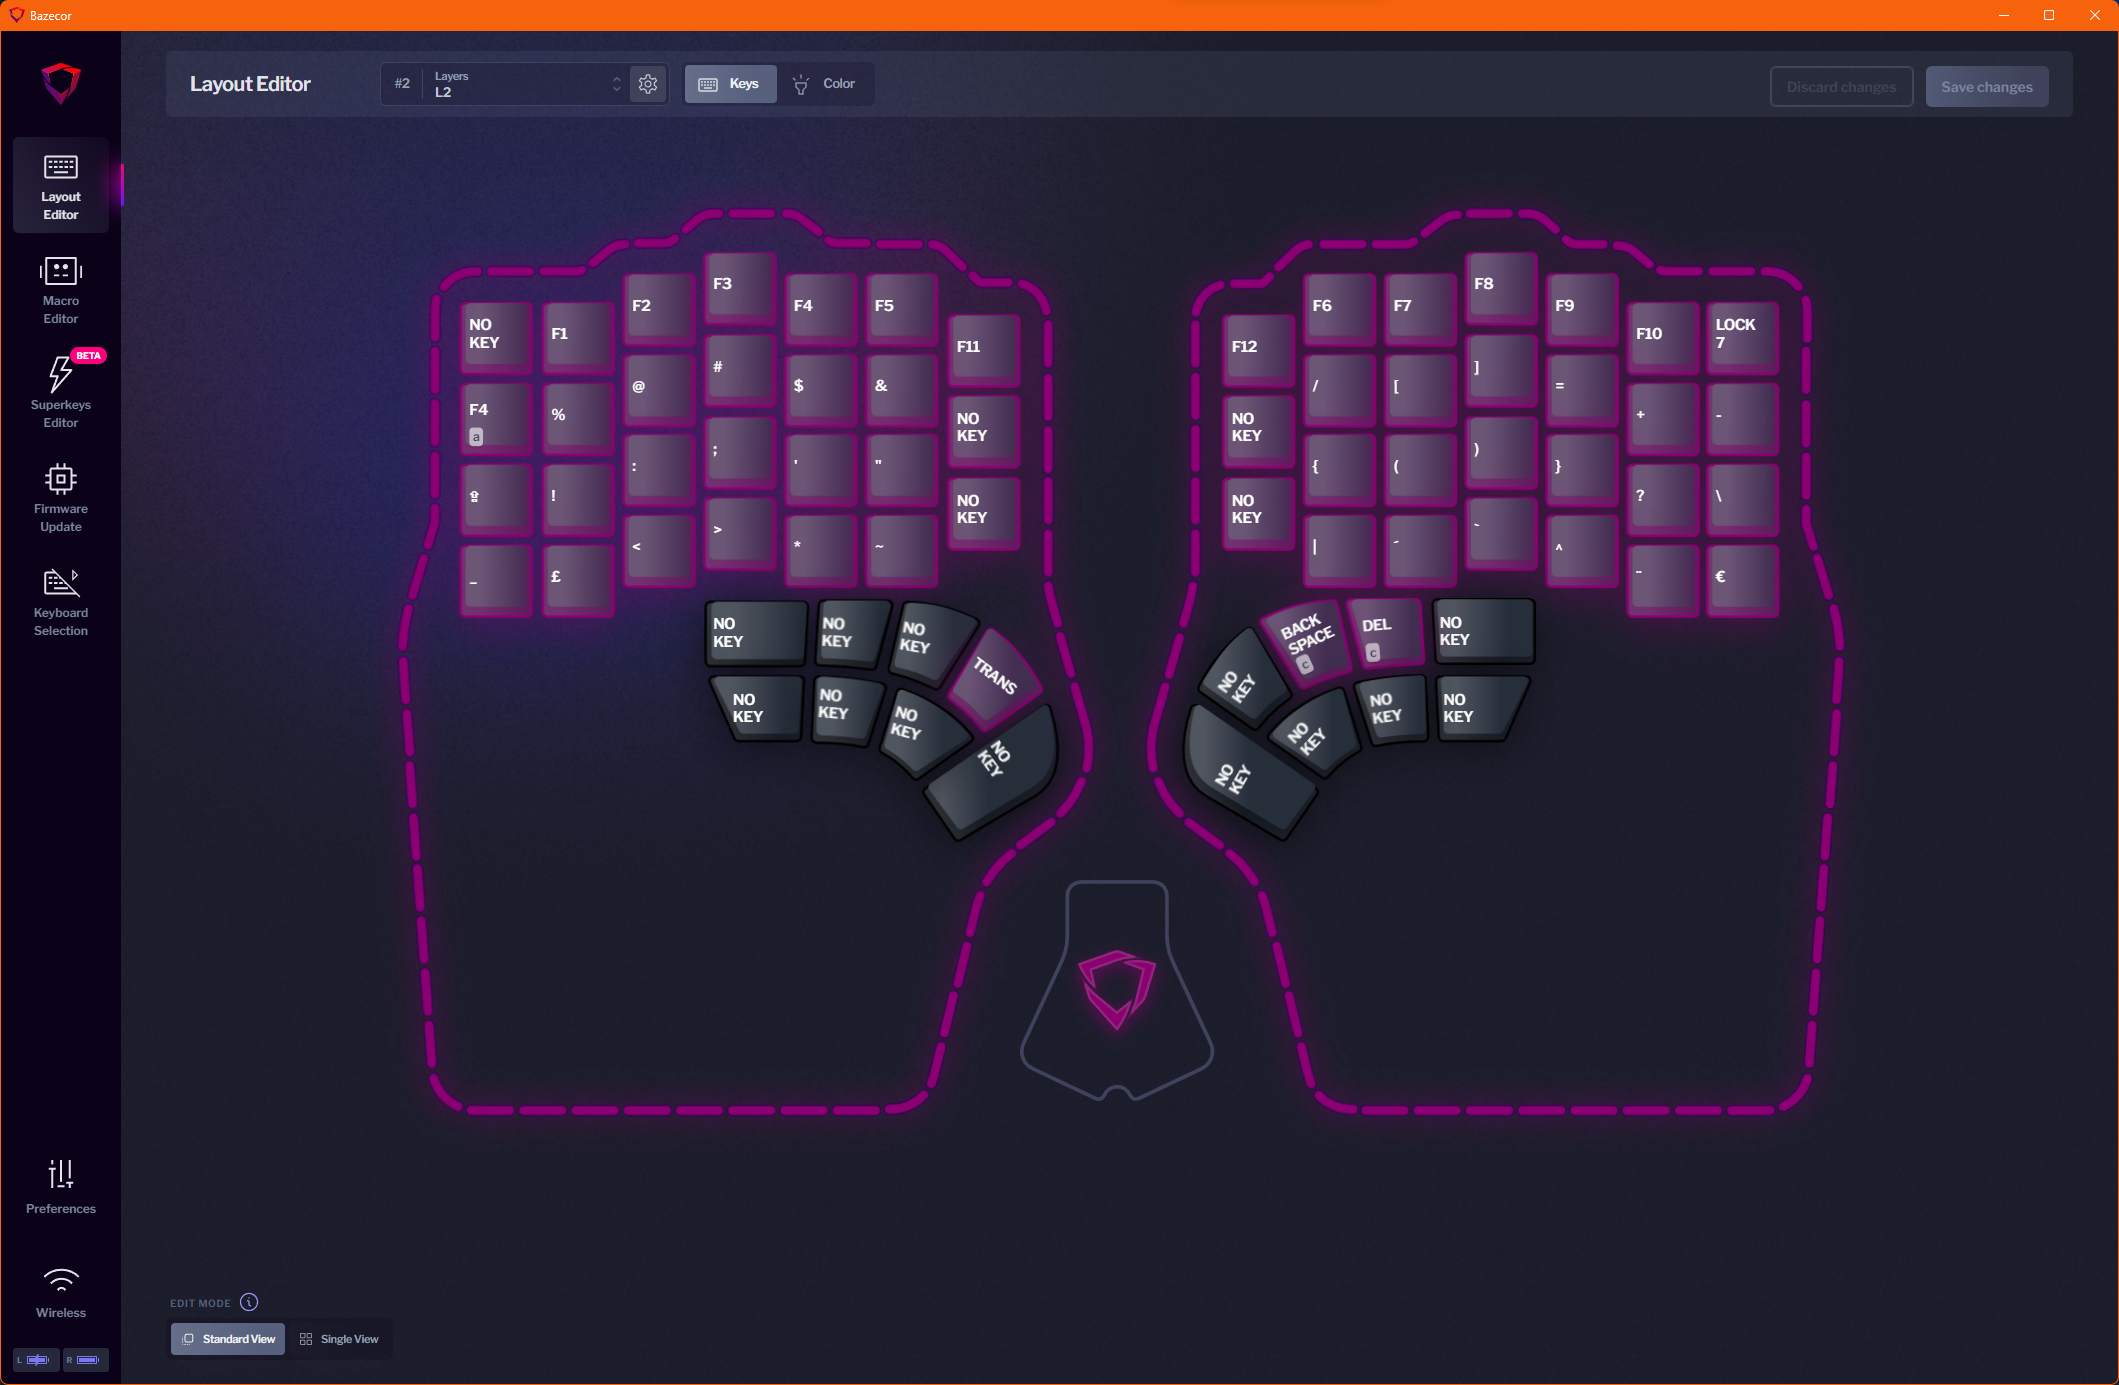 Bazecor
Layout Editor
#2
Layers
L2
Keys
Color
Discard changes
Save changes
Layout
Editor
Macro
Editor
BETA
Superkeys
Editor
Firmware
Update
Keyboard
Selection
Preferences
Wireless
L
R
NO
KEY
F1
F2
F3
F4
F5
F11
F4
a
%
@
#
$
&
NO
KEY
⇪
!
:
;
'
"
NO
KEY
_
£
<
>
*
~
NO
KEY
NO
KEY
NO
KEY
TRANS
NO
KEY
NO
KEY
NO
KEY
NO
KEY
F12
F6
F7
F8
F9
F10
LOCK
7
NO
KEY
/
[
]
=
+
-
NO
KEY
{
(
)
}
?
\
|
´
`
^
¨
€
NO
KEY
BACK
SPACE
c
DEL
c
NO
KEY
NO
KEY
NO
KEY
NO
KEY
NO
KEY
EDIT MODE
i
Standard View
Single View